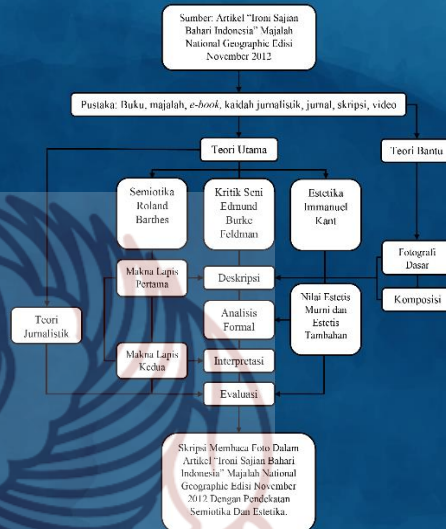 Sumber: Artikel “Ironi Sajian
Bahari Indonesia” Majalah
National Geographic Edisi
November 2012
Pustaka: Buku, majalah, e-book, kaidah jurnalistik, jurnal, skripsi, video
Teori Utama
Teori Bantu
Semiotika
Roland
Barthes
Kritik Seni
Edmund
Burke
Feldman
Estetika
Immanuel
Kant
Fotografi
Dasar
Komposisi
Makna Lapis
Pertama
Deskripsi
Teori
Jurnalistik
Analisis
Formal
Nilai Estetis
Murni dan
Estetis
Tambahan
Makna Lapis
Kedua
Interpretasi
Evaluasi
Skripsi Membaca Foto Dalam
Artikel “Ironi Sajian Bahari
Indonesia” Majalah National
Geographic Edisi November
2012 Dengan Pendekatan
Semiotika Dan Estetika.